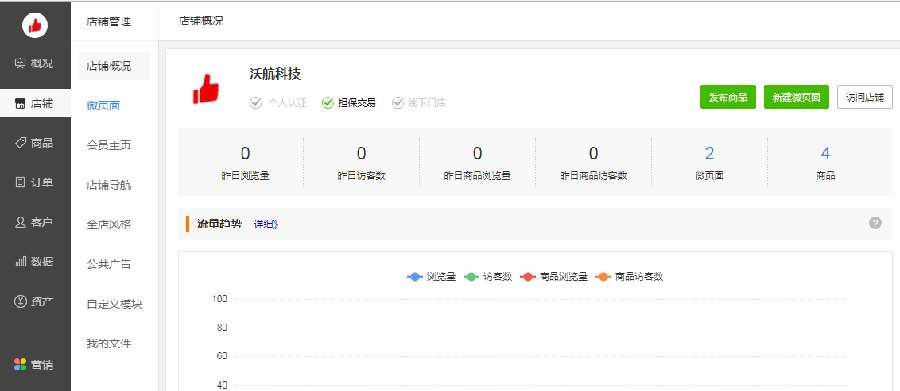 店铺管理
店铺概况
概况
店铺
商品
订单
客户
数据
资产
营销
店铺概况
微页面
会员主页
店铺导航
全店风格
公共广告
自定义模块
我的文件
沃航科技
个人认证 担保交易 线下门店
发布商品 新建微页面 访问店铺
0 0 0 0 2 4
昨日浏览量 昨日访客数 昨日商品浏览量 昨日商品访客数 微页面 商品
流量趋势 详细》
?
浏览量 访客数 商品浏览量 商品访客数
100
80
60
40